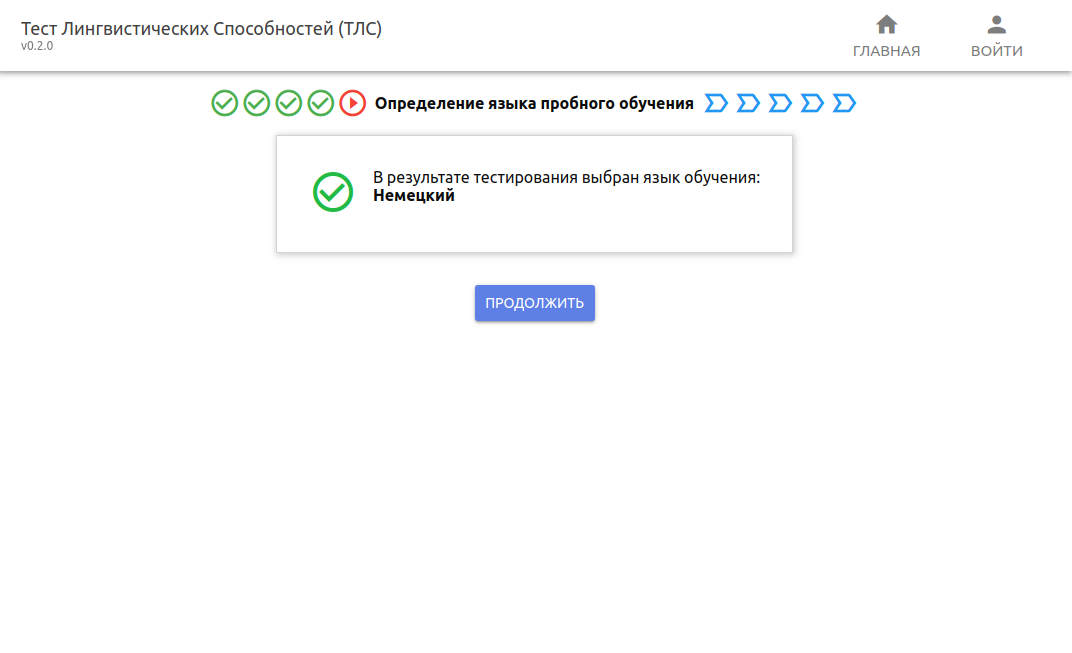 Тест Лингвистических Способностей (ТЛС)
v0.2.0
ГЛАВНАЯ
ВОЙТИ
Определение языка пробного обучения
В результате тестирования выбран язык обучения:
Немецкий
ПРОДОЛЖИТЬ